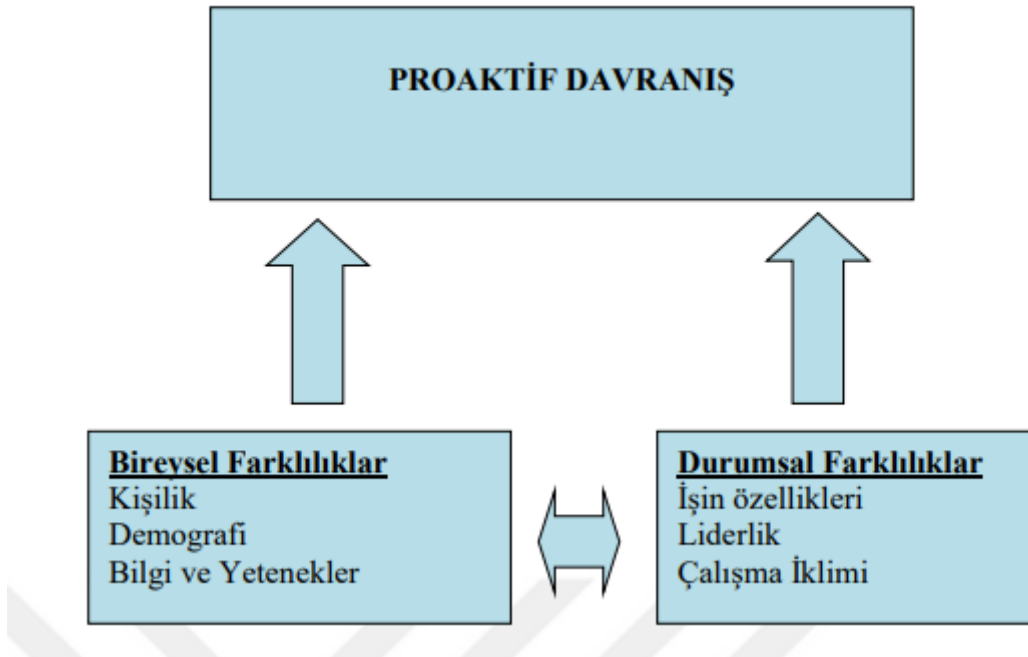 PROAKTİF DAVRANIŞ
Bireysel Farklılıklar
Kişilik
Demografi
Bilgi ve Yetenekler
Durumsal Farklılıklar
İşin özellikleri
Liderlik
Çalışma İklimi